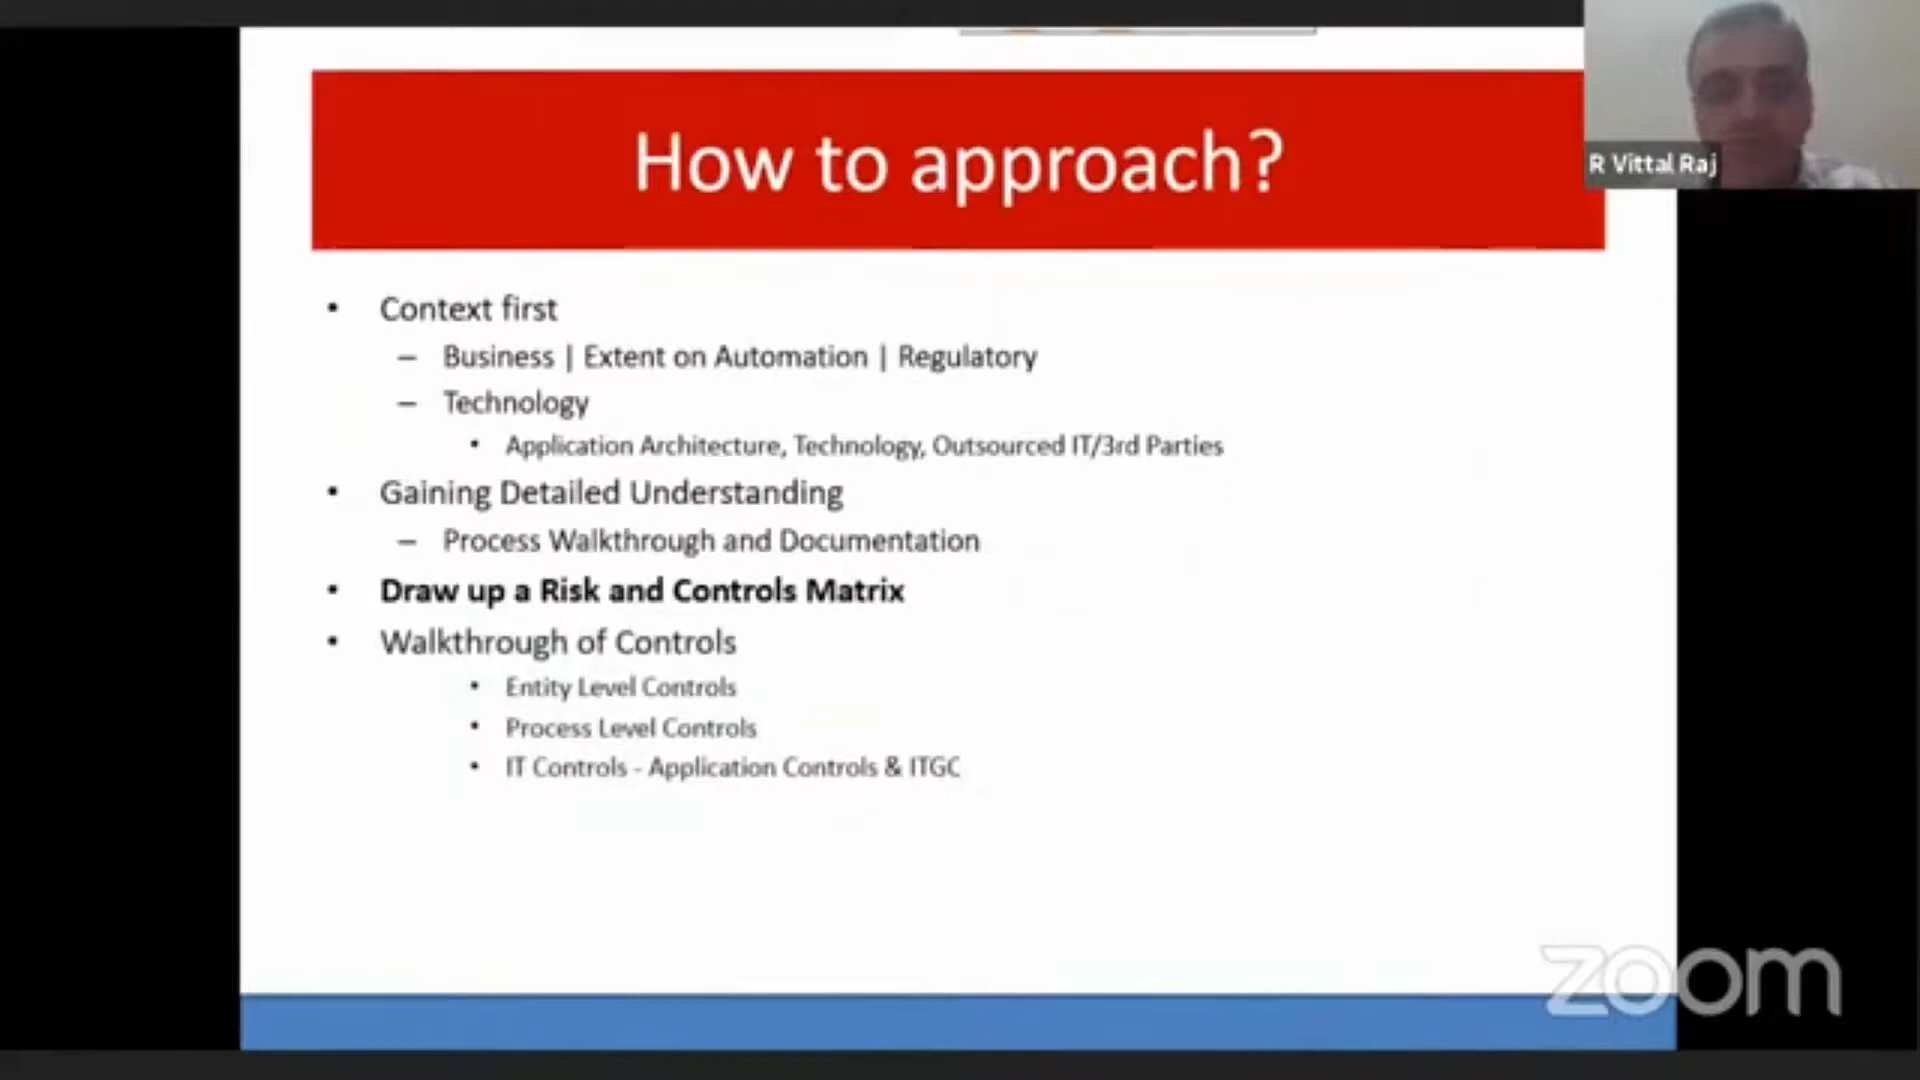 How to approach?
R Vittal Raj
• Context first
– Business | Extent on Automation | Regulatory
– Technology
• Application Architecture, Technology, Outsourced IT/3rd Parties
• Gaining Detailed Understanding
– Process Walkthrough and Documentation
• Draw up a Risk and Controls Matrix
• Walkthrough of Controls
• Entity Level Controls
• Process Level Controls
• IT Controls - Application Controls & ITGC
zoom